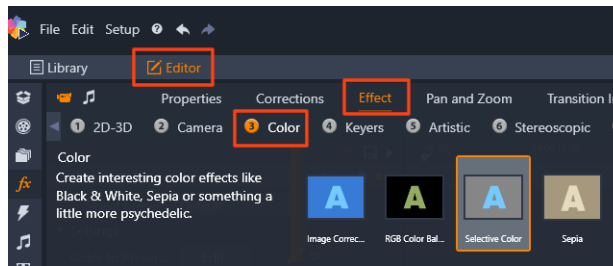 File Edit Setup ?
Library Editor
Properties Corrections Effect Pan and Zoom Transition I
1 2D-3D 2 Camera 3 Color 4 Keyers 5 Artistic 6 Stereoscopic
Color
Create interesting color effects like
Black & White, Sepia or something a
little more psychedelic.
fx
A A A A
Image Correc... RGB Color Bal... Selective Color Sepia